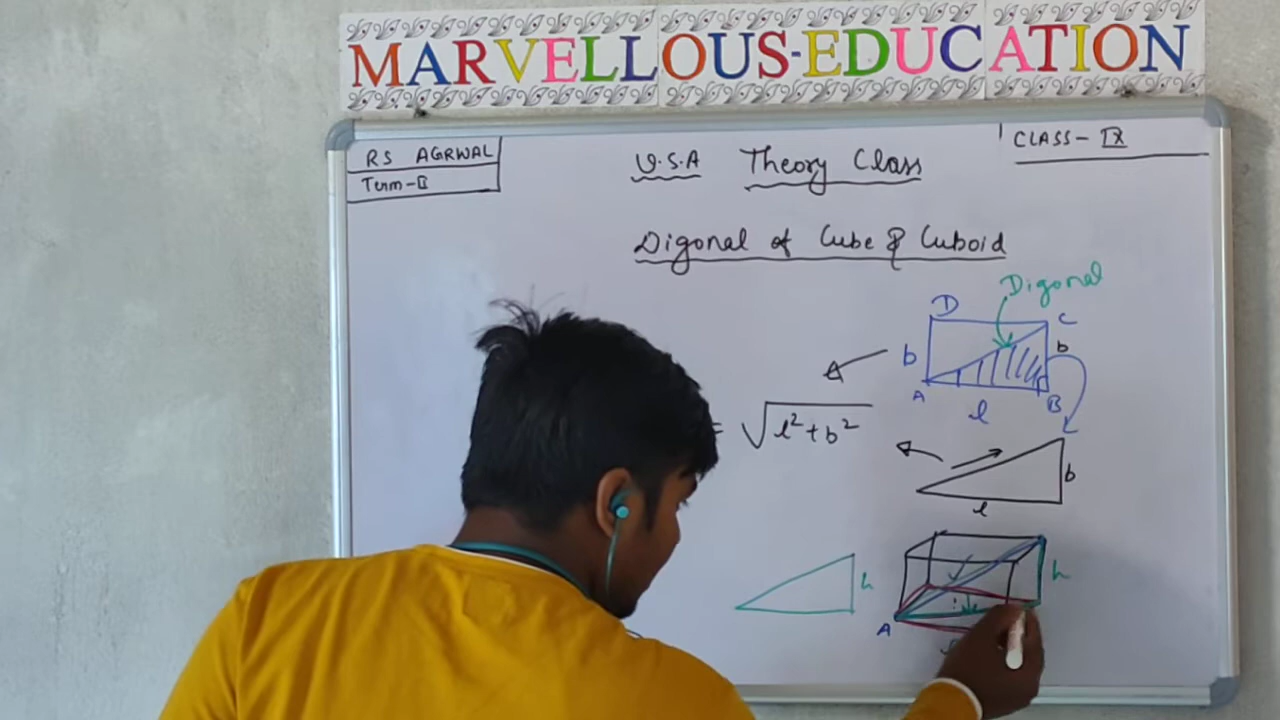 MARVELLOUS-EDUCATION
RS AGRWAL
Term-II
U.S.A Theory Class
CLASS-IX
Digonal of Cube & Cuboid
Digonal
D
C
b
b
A
l
B
= √l²+b²
b
l
h
h
A